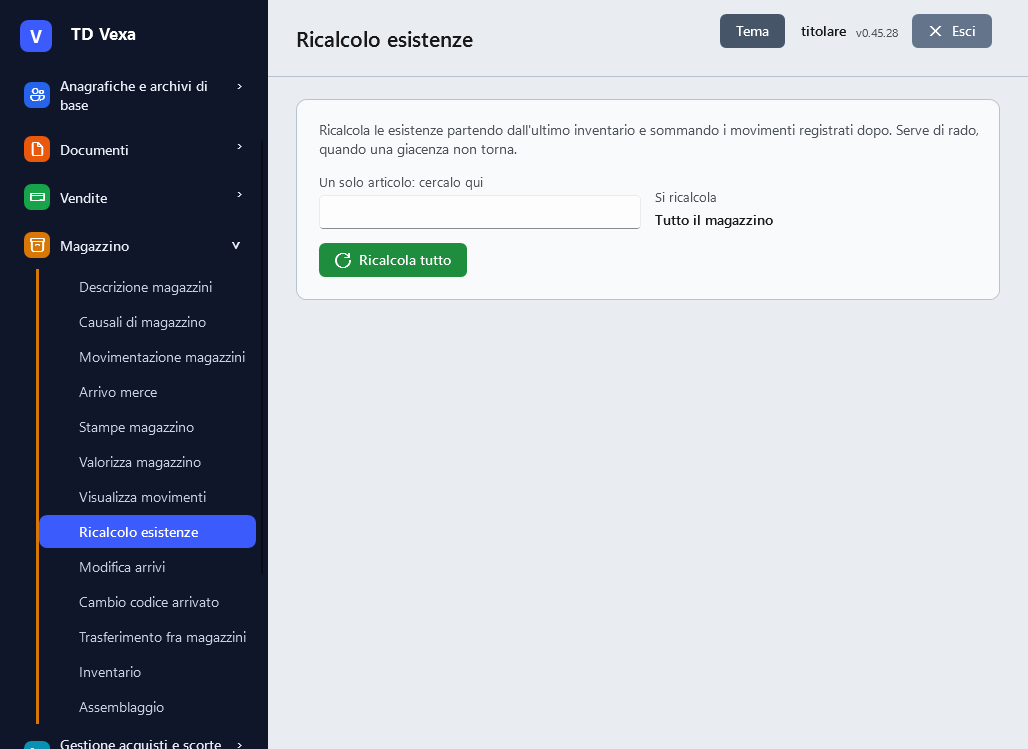 V
TD Vexa
Anagrafiche e archivi di
base
Documenti
Vendite
Magazzino
Descrizione magazzini
Causali di magazzino
Movimentazione magazzini
Arrivo merce
Stampe magazzino
Valorizza magazzino
Visualizza movimenti
Ricalcolo esistenze
Modifica arrivi
Cambio codice arrivato
Trasferimento fra magazzini
Inventario
Assemblaggio
Gestione acquisti e scorte
Ricalcolo esistenze
Tema
titolare
v0.45.28
Esci
Ricalcola le esistenze partendo dall'ultimo inventario e sommando i movimenti registrati dopo. Serve di rado,
quando una giacenza non torna.
Un solo articolo: cercalo qui
Si ricalcola
Tutto il magazzino
Ricalcola tutto